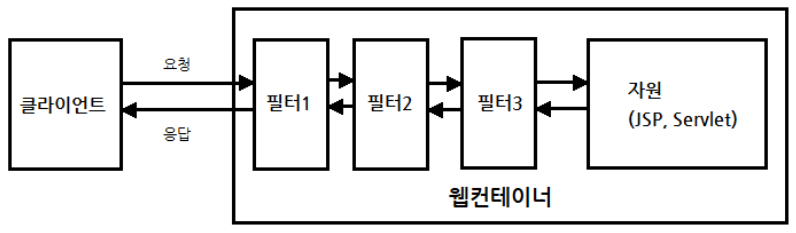 요청
클라이언트
필터1
필터2
필터3
자원
(JSP, Servlet)
응답
웹컨테이너